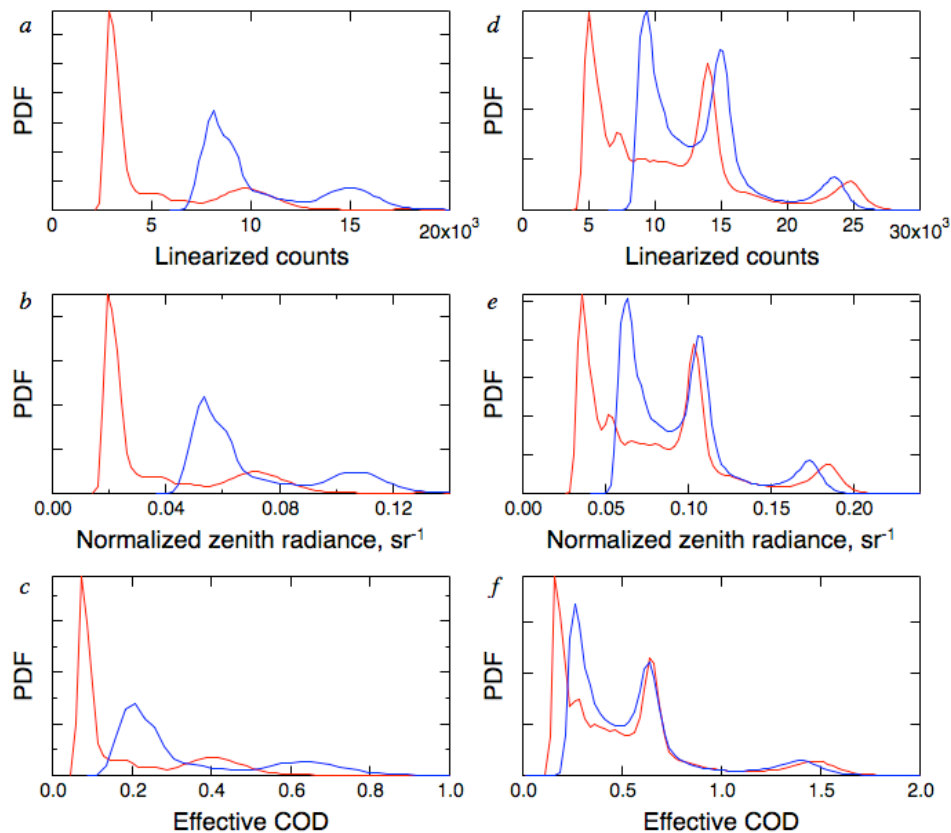 a
PDF
0 5 10 15 20x10³
Linearized counts
d
PDF
0 5 10 15 20 25 30x10³
Linearized counts
b
PDF
0.00 0.04 0.08 0.12
Normalized zenith radiance, sr⁻¹
e
PDF
0.00 0.05 0.10 0.15 0.20
Normalized zenith radiance, sr⁻¹
c
PDF
0.0 0.2 0.4 0.6 0.8 1.0
Effective COD
f
PDF
0.0 0.5 1.0 1.5 2.0
Effective COD